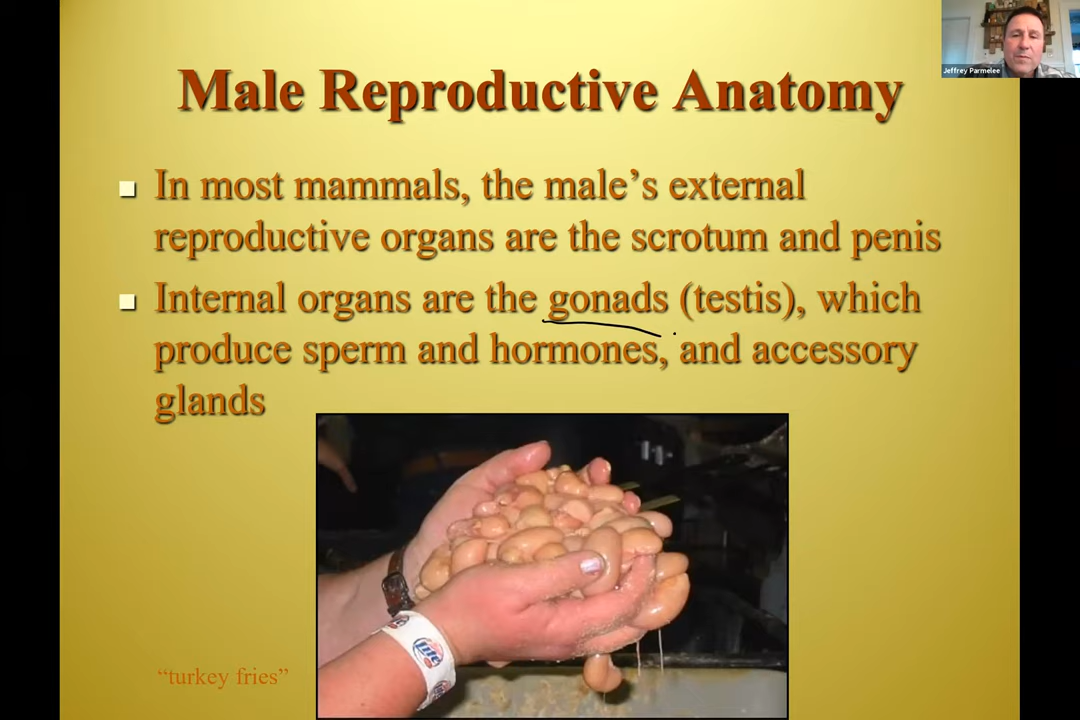 Jeffrey Parmelee
Male Reproductive Anatomy
In most mammals, the male’s external
reproductive organs are the scrotum and penis
Internal organs are the gonads (testis), which
produce sperm and hormones, and accessory
glands
Lite
“turkey fries”